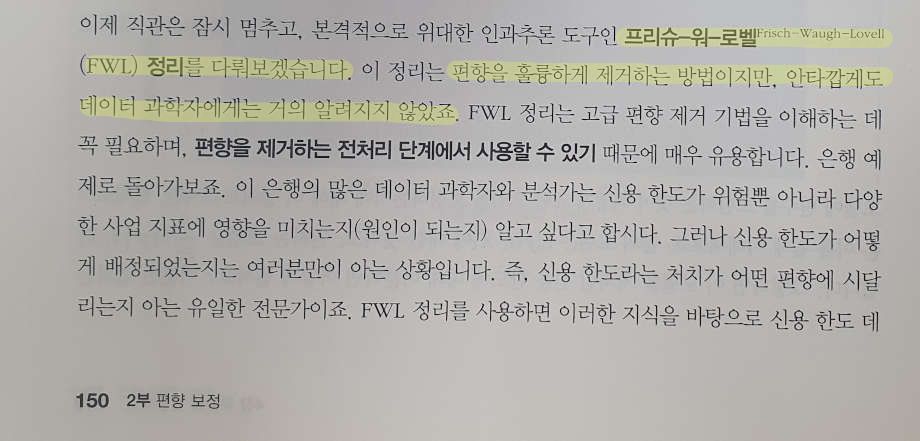 이제 직관은 잠시 멈추고, 본격적으로 위대한 인과추론 도구인 프리슈–워–로벨Frisch–Waugh–Lovell
(FWL) 정리를 다뤄보겠습니다. 이 정리는 편향을 훌륭하게 제거하는 방법이지만, 안타깝게도
데이터 과학자에게는 거의 알려지지 않았죠. FWL 정리는 고급 편향 제거 기법을 이해하는 데
꼭 필요하며, 편향을 제거하는 전처리 단계에서 사용할 수 있기 때문에 매우 유용합니다. 은행 예
제로 돌아가보죠. 이 은행의 많은 데이터 과학자와 분석가는 신용 한도가 위험뿐 아니라 다양
한 사업 지표에 영향을 미치는지(원인이 되는지) 알고 싶다고 합시다. 그러나 신용 한도가 어떻
게 배정되었는지는 여러분만이 아는 상황입니다. 즉, 신용 한도라는 처치가 어떤 편향에 시달
리는지 아는 유일한 전문가이죠. FWL 정리를 사용하면 이러한 지식을 바탕으로 신용 한도 데
150 2부 편향 보정